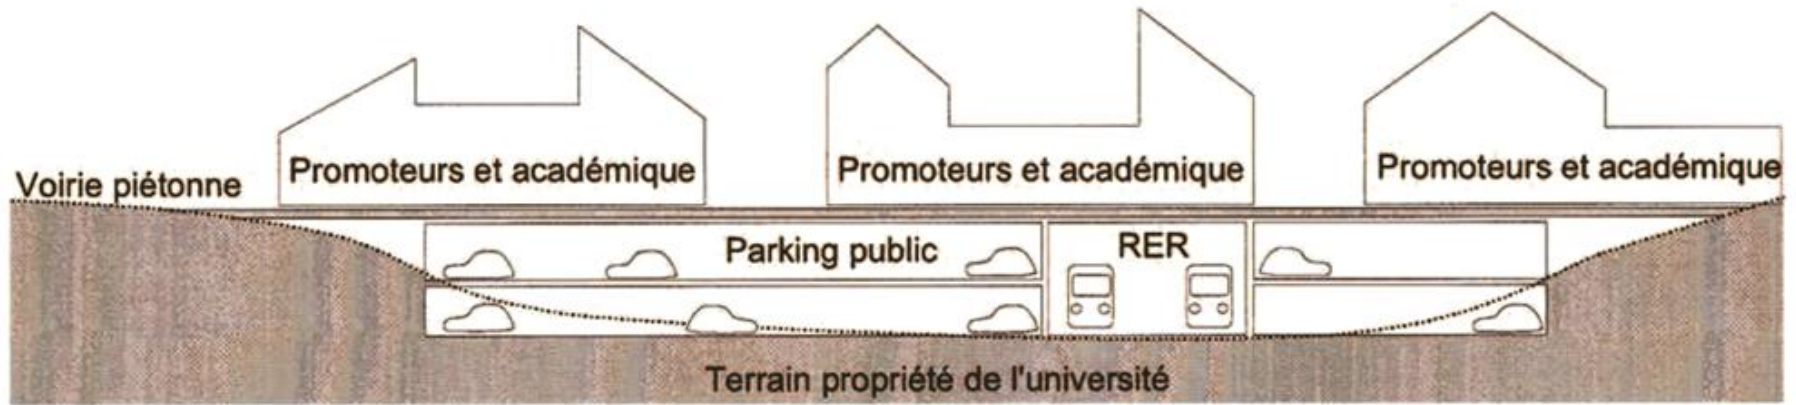 Promoteurs et académique
Promoteurs et académique
Promoteurs et académique
Voirie piétonne
Parking public
RER
Terrain propriété de l'université